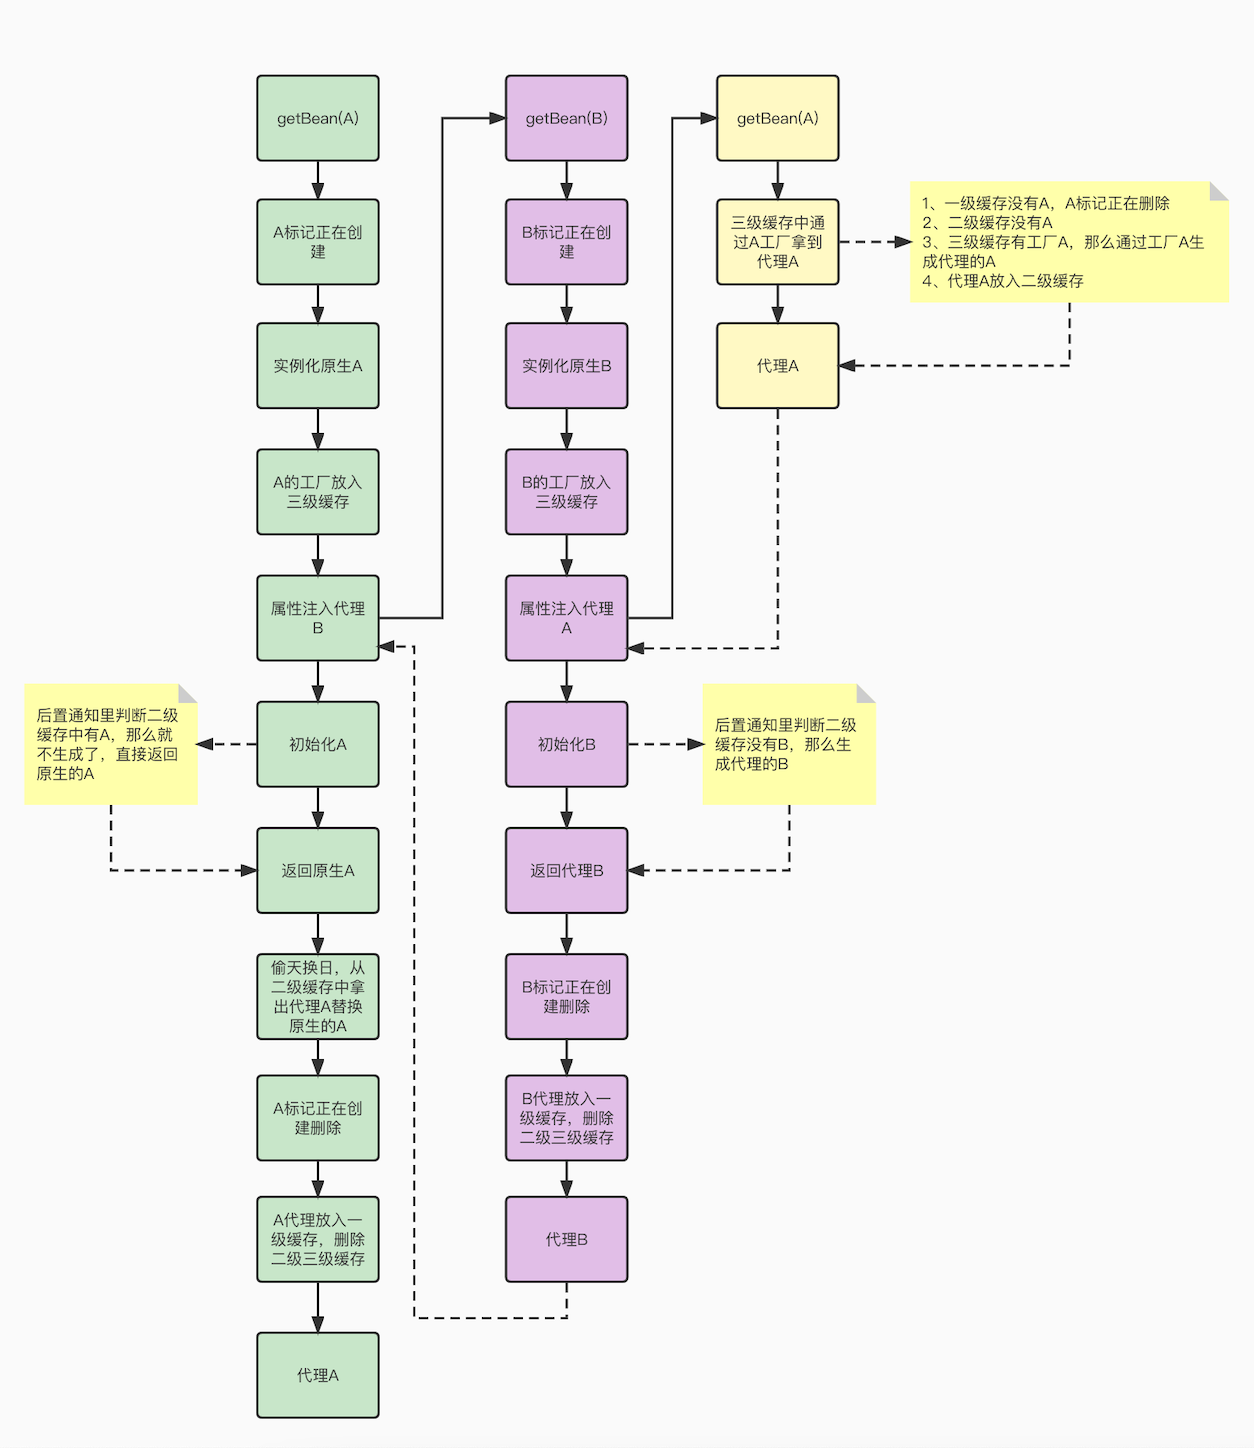 getBean(A)
A标记正在创
建
实例化原生A
A的工厂放入
三级缓存
属性注入代理
B
初始化A
后置通知里判断二级
缓存中有A，那么就
不生成了，直接返回
原生的A
返回原生A
偷天换日，从
二级缓存中拿
出代理A替换
原生的A
A标记正在创
建删除
A代理放入一
级缓存，删除
二级三级缓存
代理A
getBean(B)
B标记正在创
建
实例化原生B
B的工厂放入
三级缓存
属性注入代理
A
初始化B
后置通知里判断二级
缓存没有B，那么生
成代理的B
返回代理B
B标记正在创
建删除
B代理放入一
级缓存，删除
二级三级缓存
代理B
getBean(A)
三级缓存中通
过A工厂拿到
代理A
1、一级缓存没有A，A标记正在删除
2、二级缓存没有A
3、三级缓存有工厂A，那么通过工厂A生
成代理的A
4、代理A放入二级缓存
代理A